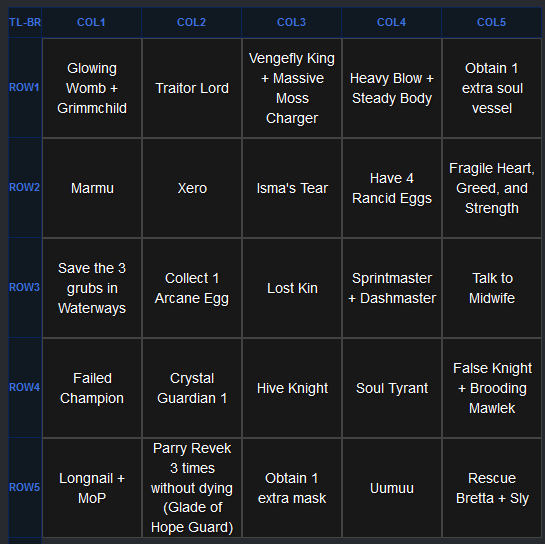 TL-BR COL1 COL2 COL3 COL4 COL5
ROW1
Glowing
Womb +
Grimmchild
Traitor Lord
Vengefly King
+ Massive
Moss
Charger
Heavy Blow +
Steady Body
Obtain 1
extra soul
vessel
ROW2
Marmu
Xero
Isma's Tear
Have 4
Rancid Eggs
Fragile Heart,
Greed, and
Strength
ROW3
Save the 3
grubs in
Waterways
Collect 1
Arcane Egg
Lost Kin
Sprintmaster
+ Dashmaster
Talk to
Midwife
ROW4
Failed
Champion
Crystal
Guardian 1
Hive Knight
Soul Tyrant
False Knight
+ Brooding
Mawlek
ROW5
Longnail +
MoP
Parry Revek
3 times
without dying
(Glade of
Hope Guard)
Obtain 1
extra mask
Uumuu
Rescue
Bretta + Sly